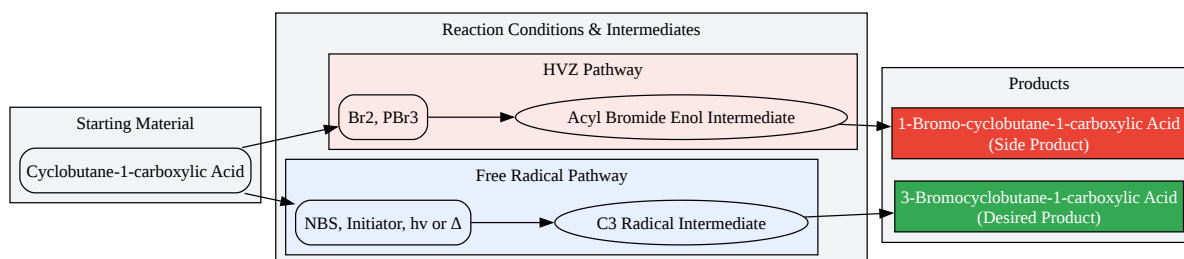 Reaction Conditions & Intermediates
HVZ Pathway
Br2, PBr3
Acyl Bromide Enol Intermediate
Free Radical Pathway
NBS, Initiator, hv or Δ
C3 Radical Intermediate
Starting Material
Cyclobutane-1-carboxylic Acid
Products
1-Bromo-cyclobutane-1-carboxylic Acid
(Side Product)
3-Bromocyclobutane-1-carboxylic Acid
(Desired Product)